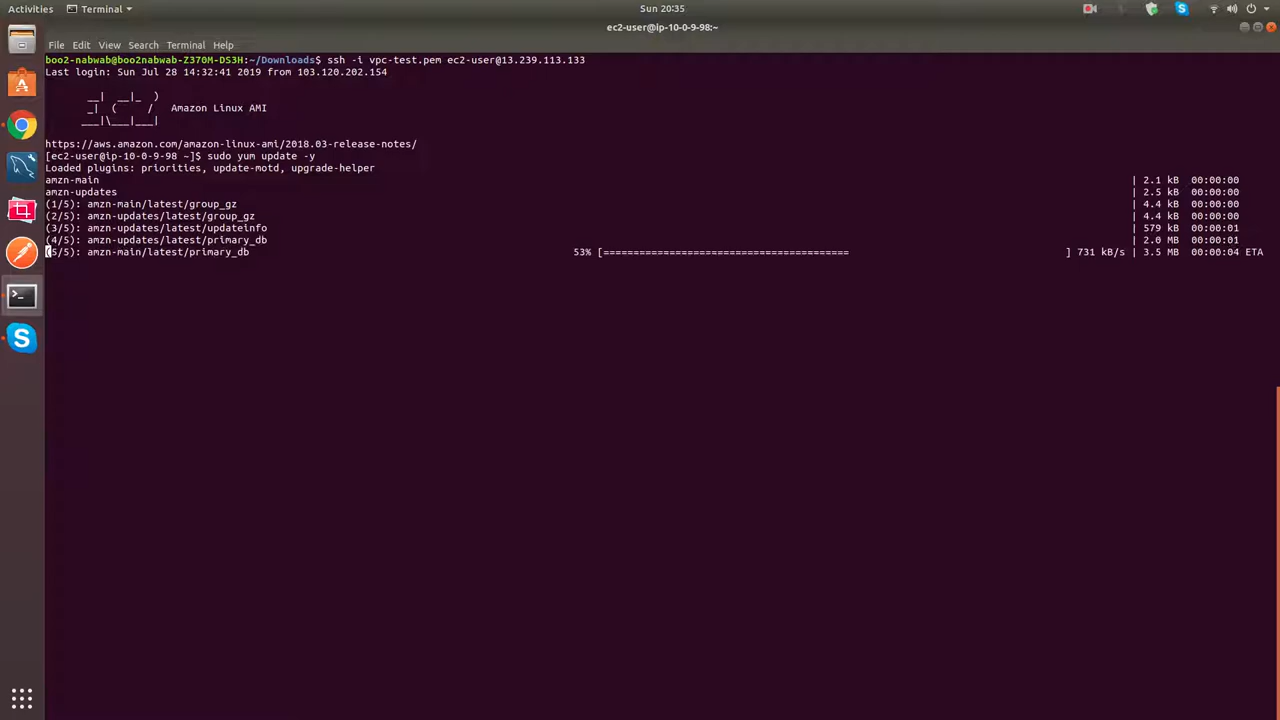 Activities Terminal Sun 20:35
ec2-user@ip-10-0-9-98:~
File Edit View Search Terminal Help
boo2-nabwab@boo2nabwab-Z370M-DS3H:~/Downloads$ ssh -i vpc-test.pem ec2-user@13.239.113.133
Last login: Sun Jul 28 14:32:41 2019 from 103.120.202.154
__|  __|_  )
_|  (     /   Amazon Linux AMI
___|\___|___|
https://aws.amazon.com/amazon-linux-ami/2018.03-release-notes/
[ec2-user@ip-10-0-9-98 ~]$ sudo yum update -y
Loaded plugins: priorities, update-motd, upgrade-helper
amzn-main | 2.1 kB 00:00:00
amzn-updates | 2.5 kB 00:00:00
(1/5): amzn-main/latest/group_gz | 4.4 kB 00:00:00
(2/5): amzn-updates/latest/group_gz | 4.4 kB 00:00:00
(3/5): amzn-updates/latest/updateinfo | 579 kB 00:00:01
(4/5): amzn-updates/latest/primary_db | 2.0 MB 00:00:01
(5/5): amzn-main/latest/primary_db 53% [========================================= ] 731 kB/s | 3.5 MB 00:00:04 ETA